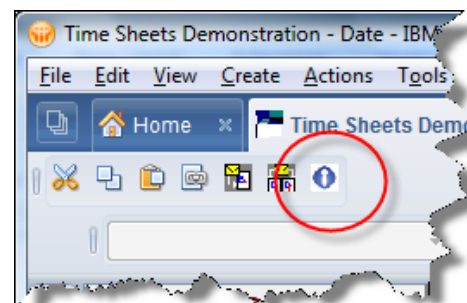 Time Sheets Demonstration - Date - IBM
File Edit View Create Actions Tools
Home Time Sheets Demo